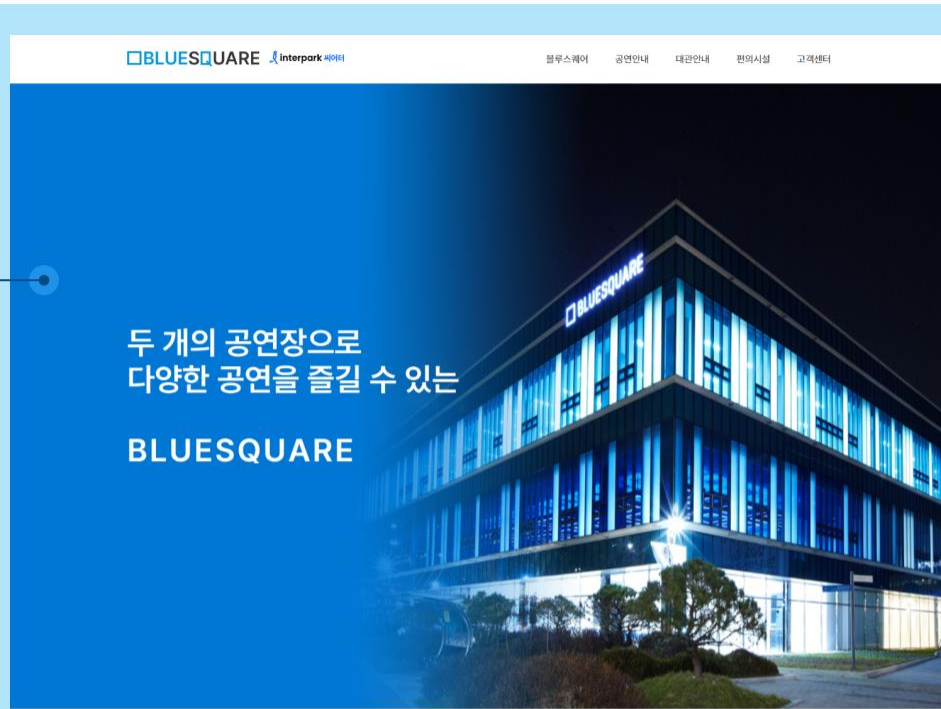 BLUESQUARE interpark 씨어터
블루스퀘어 공연안내 대관안내 편의시설 고객센터
BLUESQUARE
두 개의 공연장으로
다양한 공연을 즐길 수 있는
BLUESQUARE